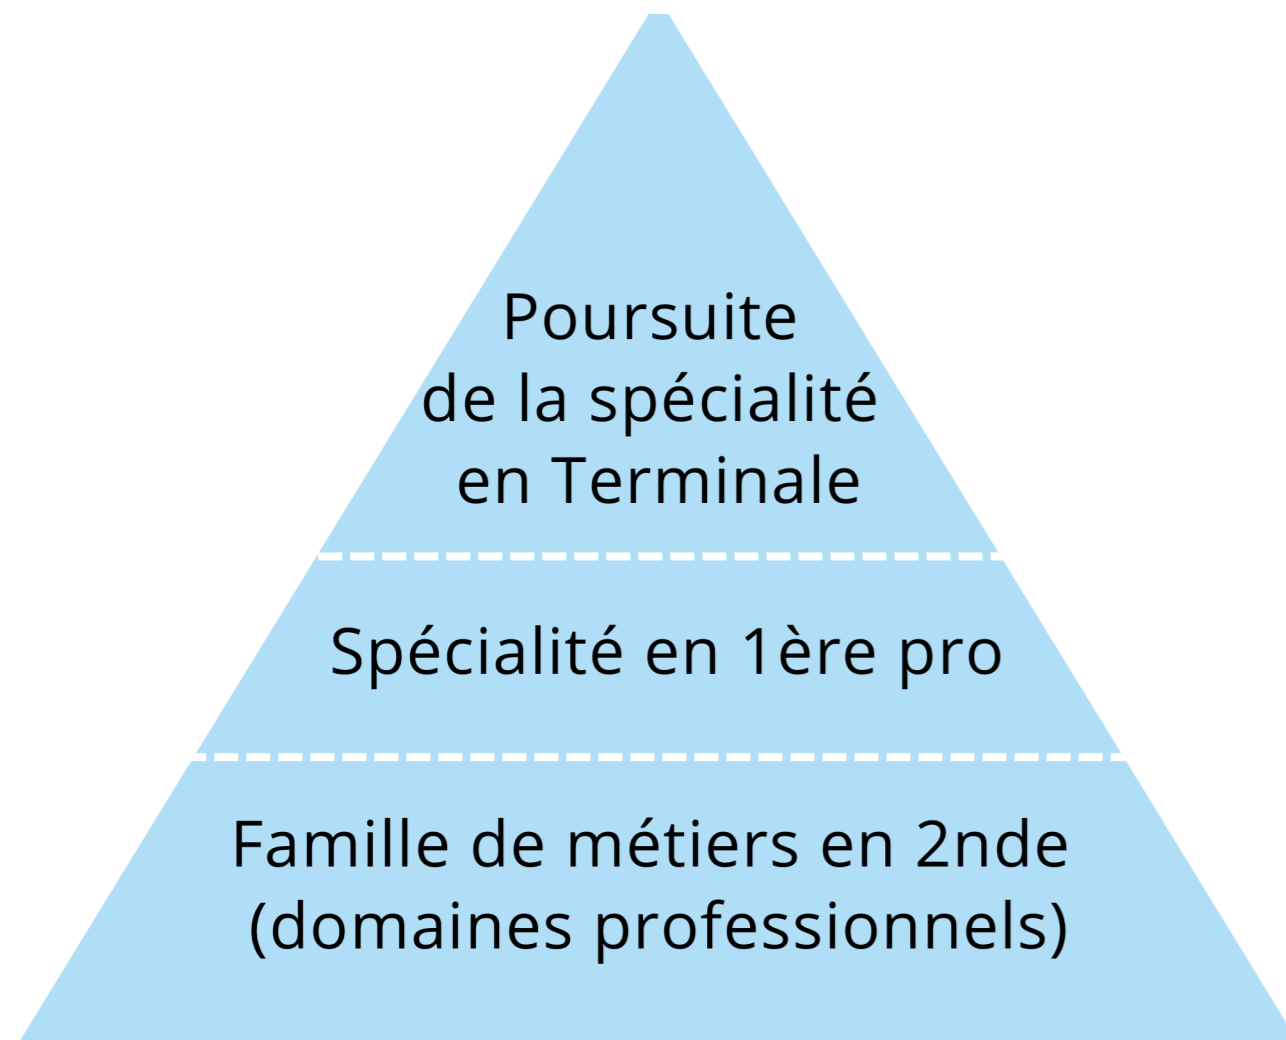 Poursuite
de la spécialité
en Terminale
Spécialité en 1ère pro
Famille de métiers en 2nde
(domaines professionnels)